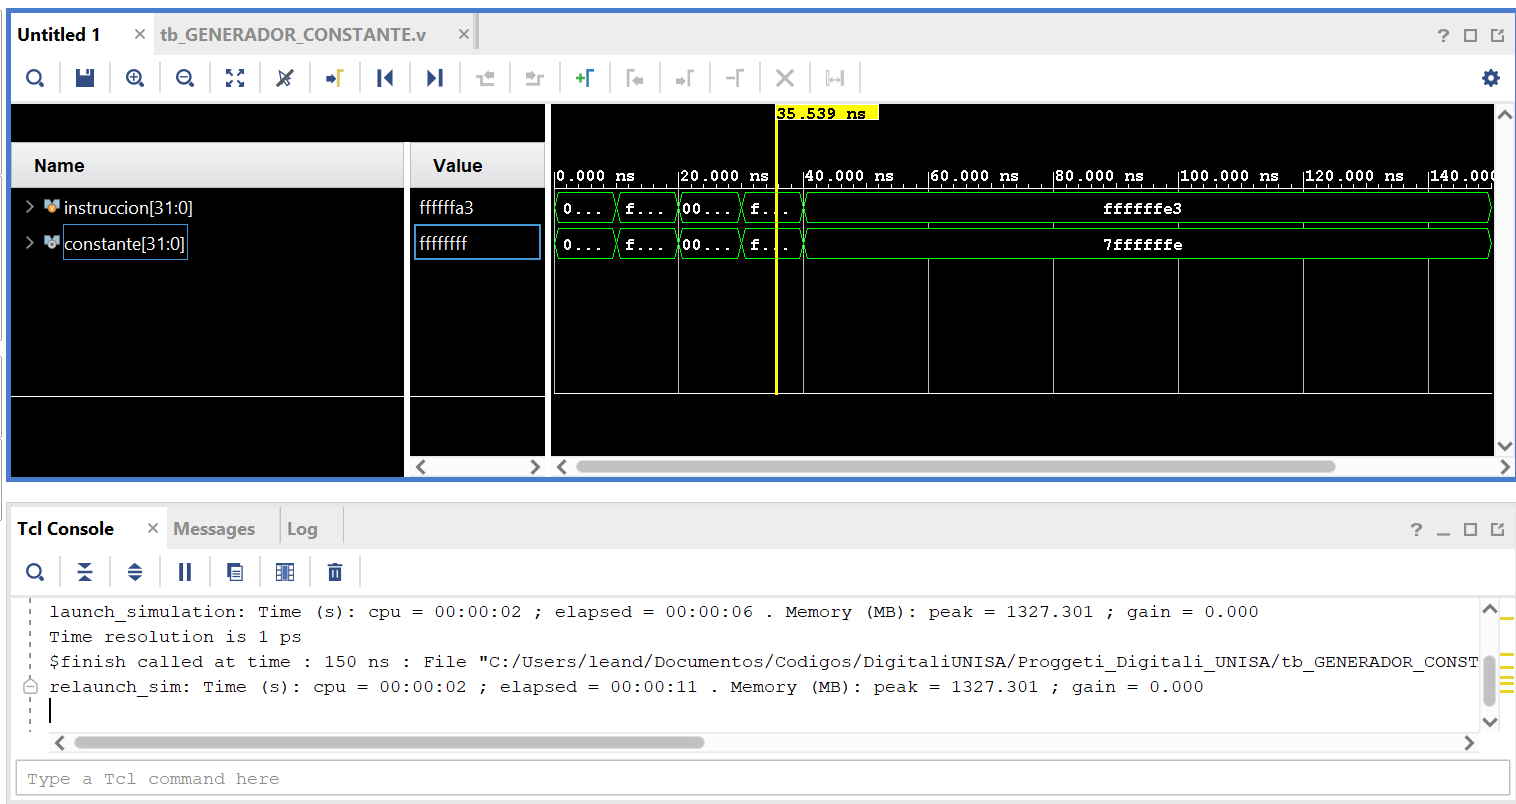 Untitled 1
tb_GENERADOR_CONSTANTE.v
35.539 ns
Name
Value
0.000 ns
20.000 ns
40.000 ns
60.000 ns
80.000 ns
100.000 ns
120.000 ns
140.000
instruccion[31:0]
ffffffa3
0...
f...
00...
f...
ffffffe3
constante[31:0]
ffffffff
0...
f...
00...
f...
7ffffffe
Tcl Console
Messages
Log
launch_simulation: Time (s): cpu = 00:00:02 ; elapsed = 00:00:06 . Memory (MB): peak = 1327.301 ; gain = 0.000
Time resolution is 1 ps
$finish called at time : 150 ns : File "C:/Users/leand/Documentos/Codigos/DigitaliUNISA/Proggeti_Digitali_UNISA/tb_GENERADOR_CONST
relaunch_sim: Time (s): cpu = 00:00:02 ; elapsed = 00:00:11 . Memory (MB): peak = 1327.301 ; gain = 0.000
Type a Tcl command here